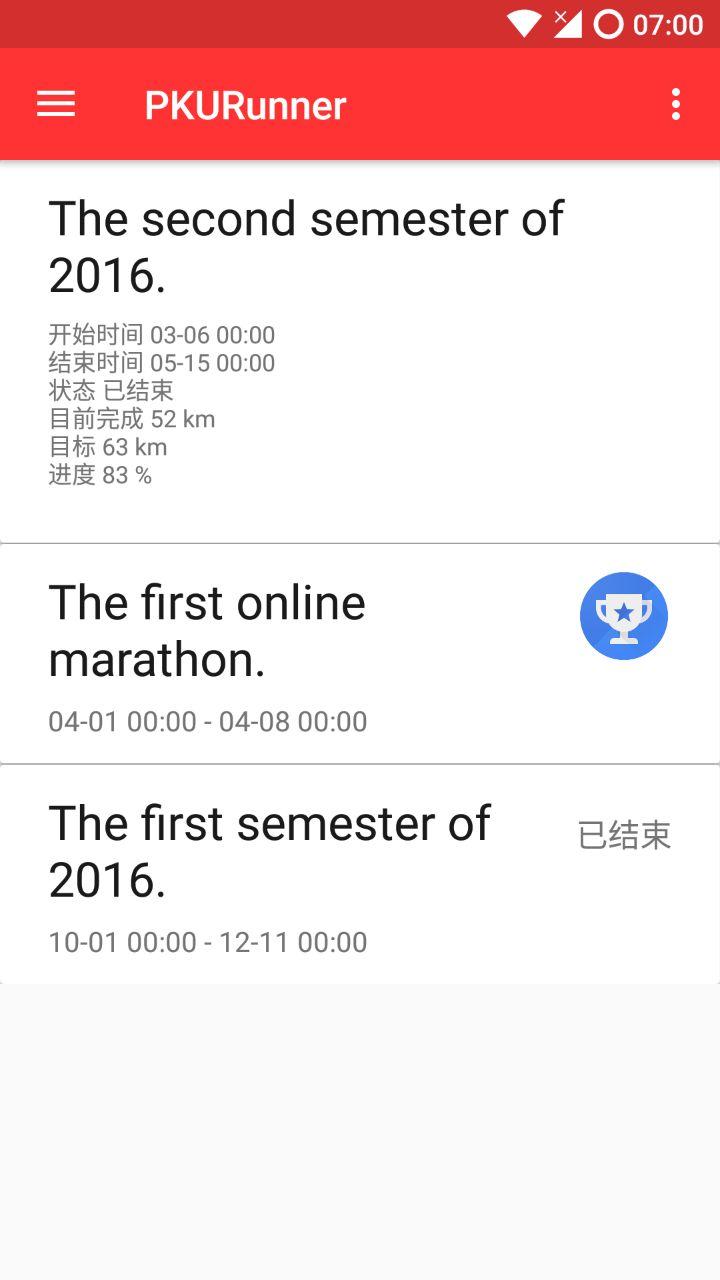 07:00
PKURunner
The second semester of
2016.
开始时间 03-06 00:00
结束时间 05-15 00:00
状态 已结束
目前完成 52 km
目标 63 km
进度 83 %
The first online
marathon.
04-01 00:00 - 04-08 00:00
The first semester of
2016.
已结束
10-01 00:00 - 12-11 00:00